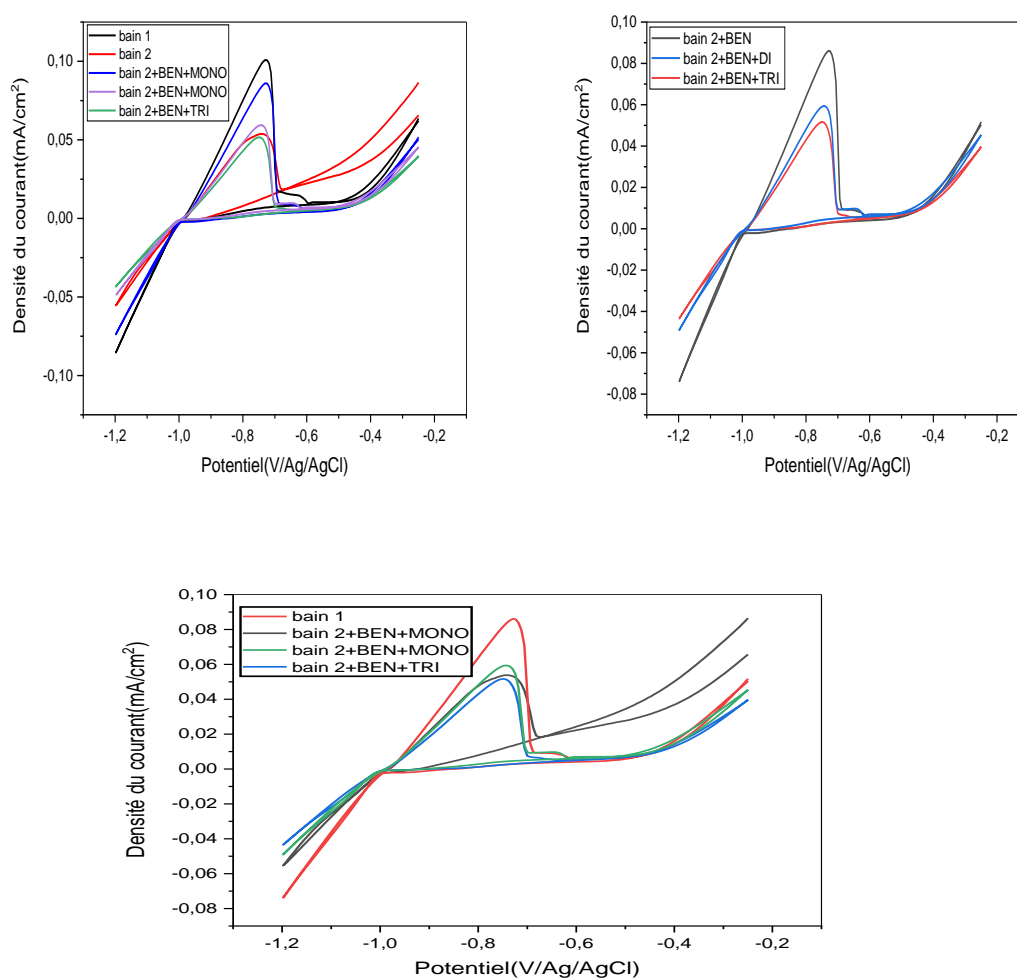 bain 1
bain 2
bain 2+BEN+MONO
bain 2+BEN+MONO
bain 2+BEN+TRI
0,10
0,05
0,00
-0,05
-0,10
Densité du courant(mA/cm²)
-1,2 -1,0 -0,8 -0,6 -0,4 -0,2
Potentiel(V/Ag/AgCl)
bain 2+BEN
bain 2+BEN+DI
bain 2+BEN+TRI
0,10
0,08
0,06
0,04
0,02
0,00
-0,02
-0,04
-0,06
-0,08
Densité du courant(mA/cm²)
-1,2 -1,0 -0,8 -0,6 -0,4 -0,2
Potentiel(V/Ag/AgCl)
bain 1
bain 2+BEN+MONO
bain 2+BEN+MONO
bain 2+BEN+TRI
0,10
0,08
0,06
0,04
0,02
0,00
-0,02
-0,04
-0,06
-0,08
Densité du courant(mA/cm²)
-1,2 -1,0 -0,8 -0,6 -0,4 -0,2
Potentiel(V/Ag/AgCl)